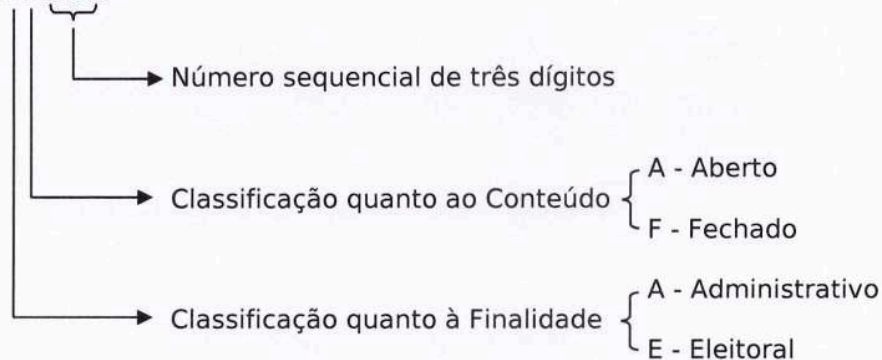 Número sequencial de três dígitos
Classificação quanto ao Conteúdo
A - Aberto
F - Fechado
Classificação quanto à Finalidade
A - Administrativo
E - Eleitoral